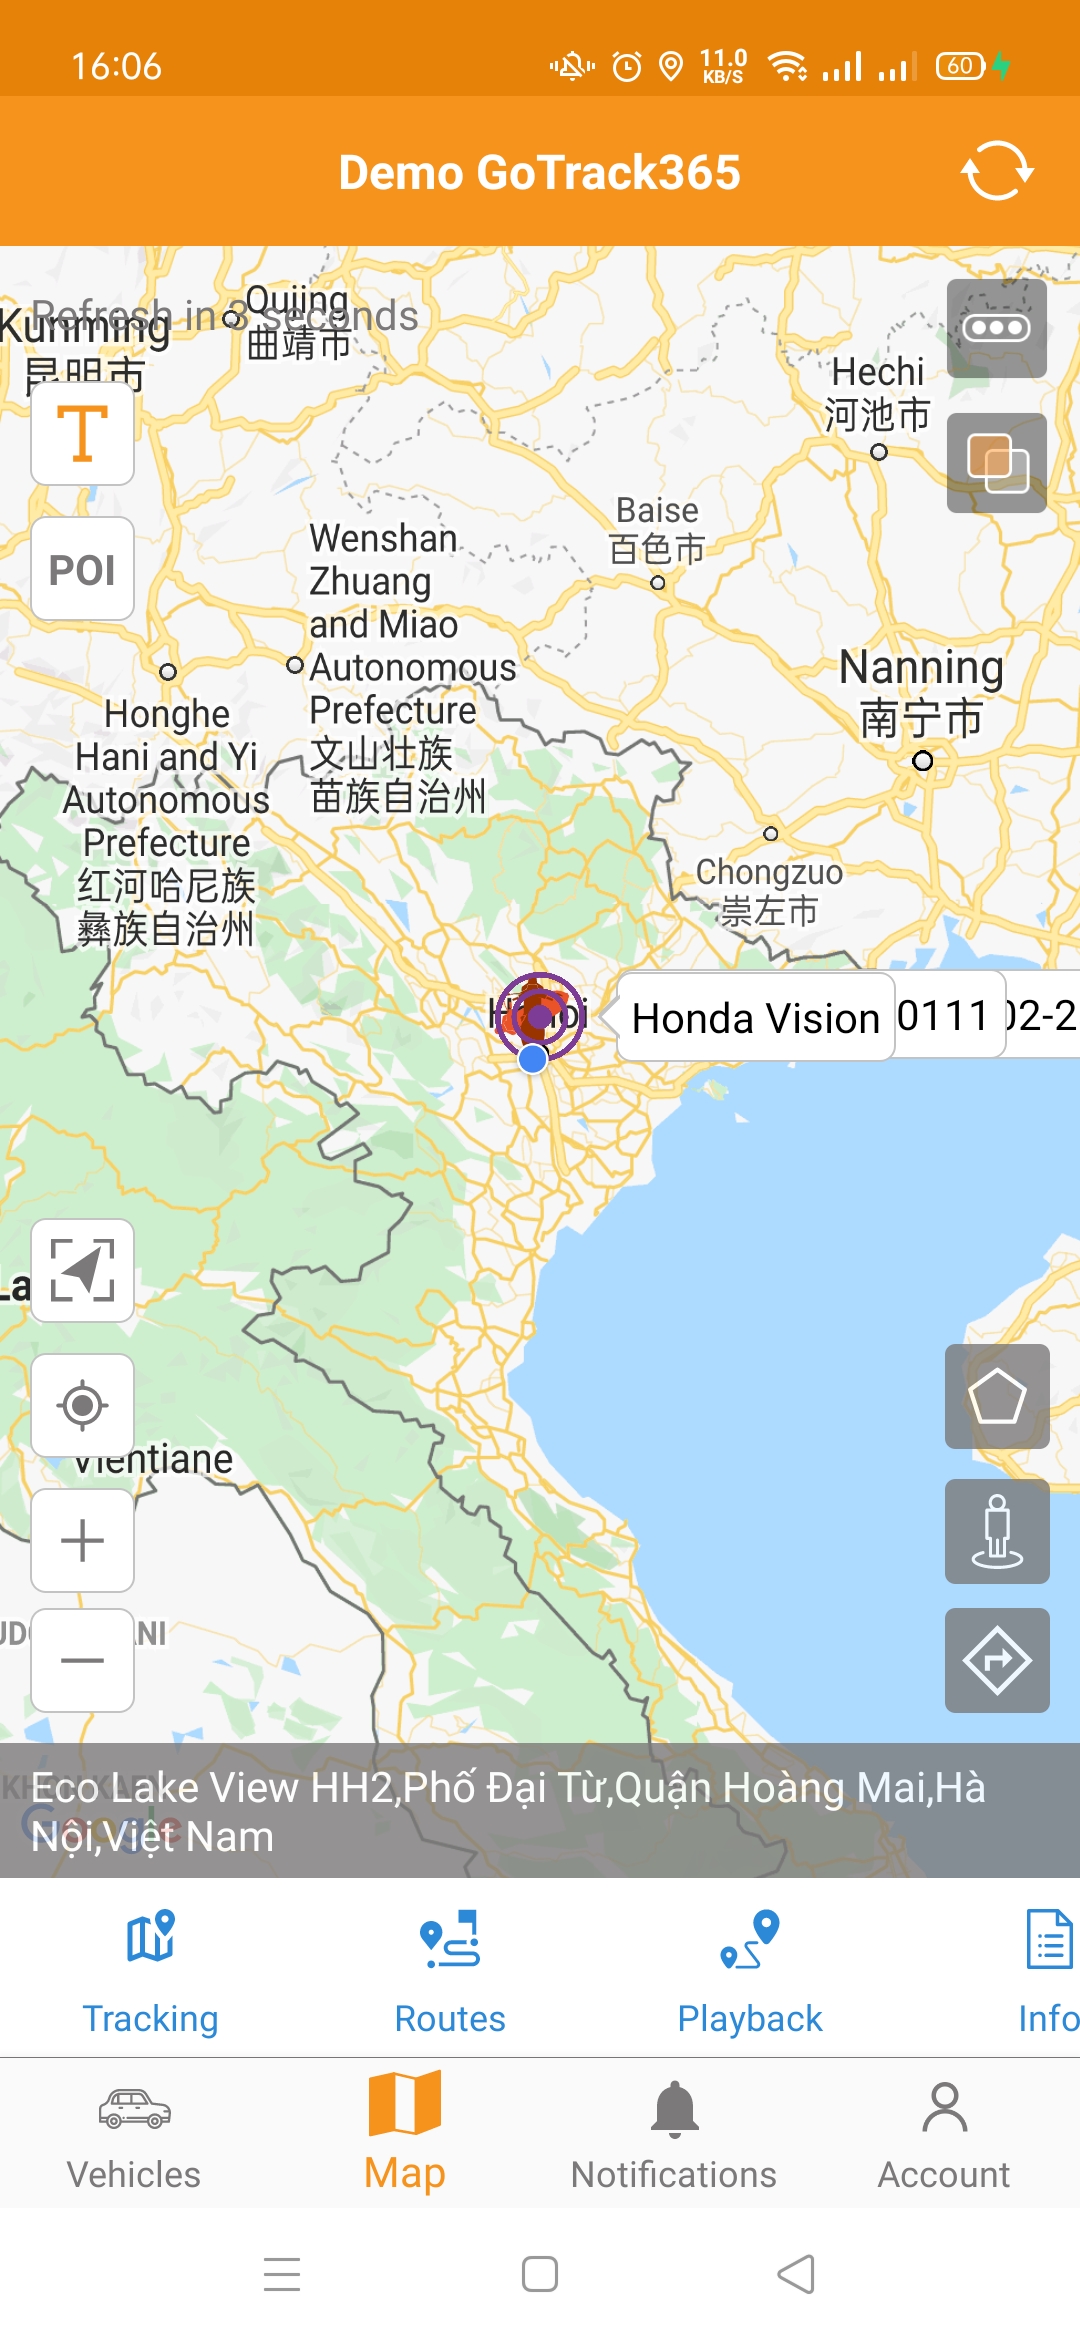 16:06
11.0
KB/S
60
Demo GoTrack365
Refresh in 3 seconds
Qujing
曲靖市
Kunming
昆明市
Hechi
河池市
T
POI
Baise
百色市
Wenshan
Zhuang
and Miao
Autonomous
Prefecture
文山壮族
苗族自治州
Nanning
南宁市
Honghe
Hani and Yi
Autonomous
Prefecture
红河哈尼族
彝族自治州
Chongzuo
崇左市
Honda Vision
0111
02-2
La
Vientiane
Eco Lake View HH2,Phố Đại Từ,Quận Hoàng Mai,Hà
Nội,Việt Nam
Google
Tracking
Routes
Playback
Info
Vehicles
Map
Notifications
Account